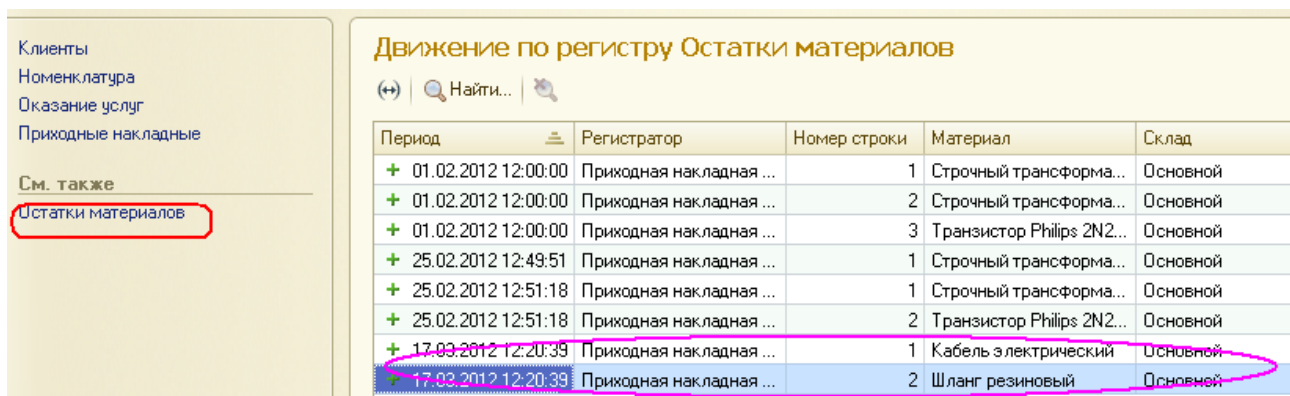 Клиенты
Номенклатура
Оказание услуг
Приходные накладные
См. также
Остатки материалов
Движение по регистру Остатки материалов
Найти...
Период Регистратор Номер строки Материал Склад
01.02.2012 12:00:00 Приходная накладная ... 1 Строчный трансформа... Основной
01.02.2012 12:00:00 Приходная накладная ... 2 Строчный трансформа... Основной
01.02.2012 12:00:00 Приходная накладная ... 3 Транзистор Philips 2N2... Основной
25.02.2012 12:49:51 Приходная накладная ... 1 Строчный трансформа... Основной
25.02.2012 12:51:18 Приходная накладная ... 1 Строчный трансформа... Основной
25.02.2012 12:51:18 Приходная накладная ... 2 Транзистор Philips 2N2... Основной
17.03.2012 12:20:39 Приходная накладная ... 1 Кабель электрический Основной
17.03.2012 12:20:39 Приходная накладная ... 2 Шланг резиновый Основной